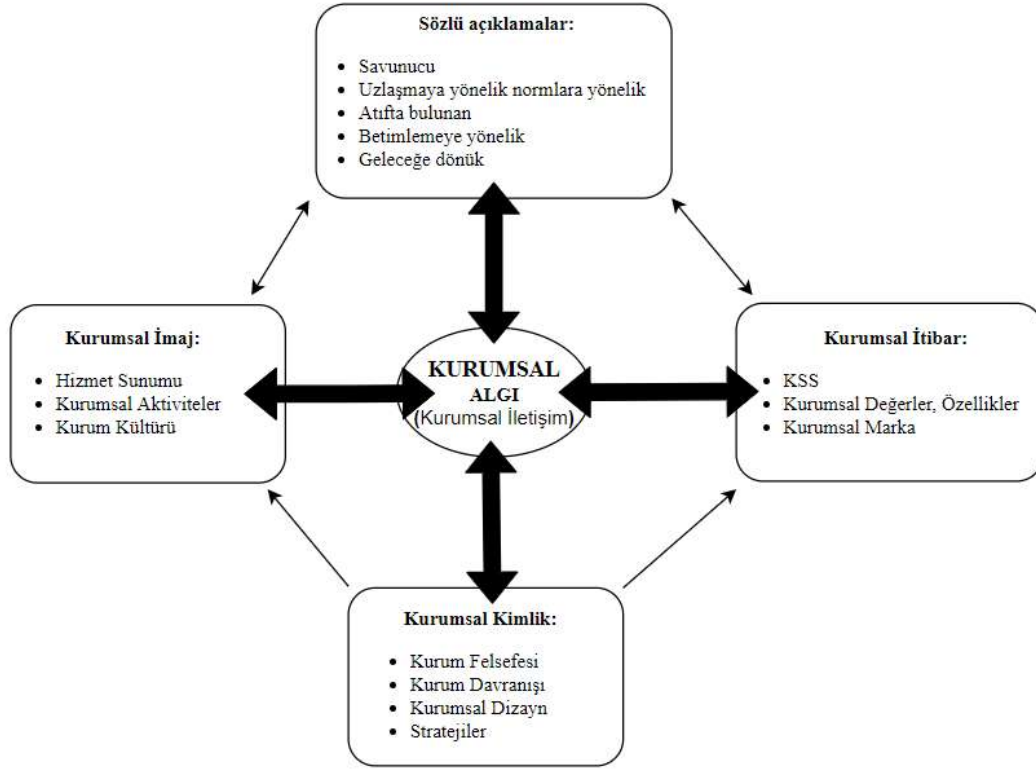 Sözlü açıklamalar:
• Savunucu
• Uzlaşmaya yönelik normlara yönelik
• Atıfta bulunan
• Betimlemeye yönelik
• Geleceğe dönük
Kurumsal İmaj:
• Hizmet Sunumu
• Kurumsal Aktiviteler
• Kurum Kültürü
KURUMSAL
ALGI
(Kurumsal İletişim)
Kurumsal İtibar:
• KSS
• Kurumsal Değerler, Özellikler
• Kurumsal Marka
Kurumsal Kimlik:
• Kurum Felsefesi
• Kurum Davranışı
• Kurumsal Dizayn
• Stratejiler